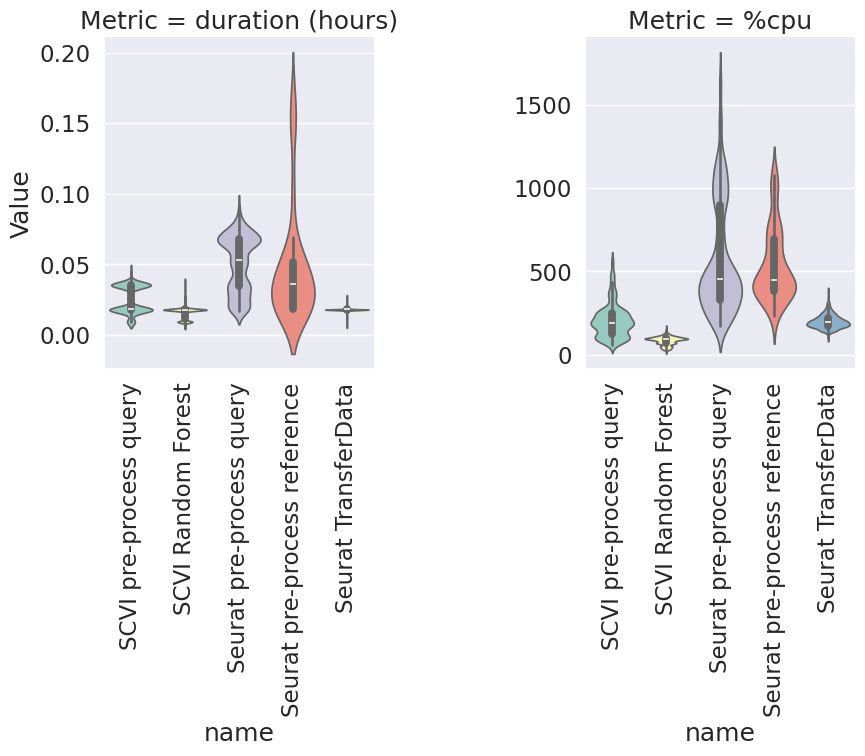 Metric = duration (hours)
Value
0.20
0.15
0.10
0.05
0.00
SCVI pre-process query
SCVI Random Forest
Seurat pre-process query
Seurat pre-process reference
Seurat TransferData
name
Metric = %cpu
1500
1000
500
0
SCVI pre-process query
SCVI Random Forest
Seurat pre-process query
Seurat pre-process reference
Seurat TransferData
name